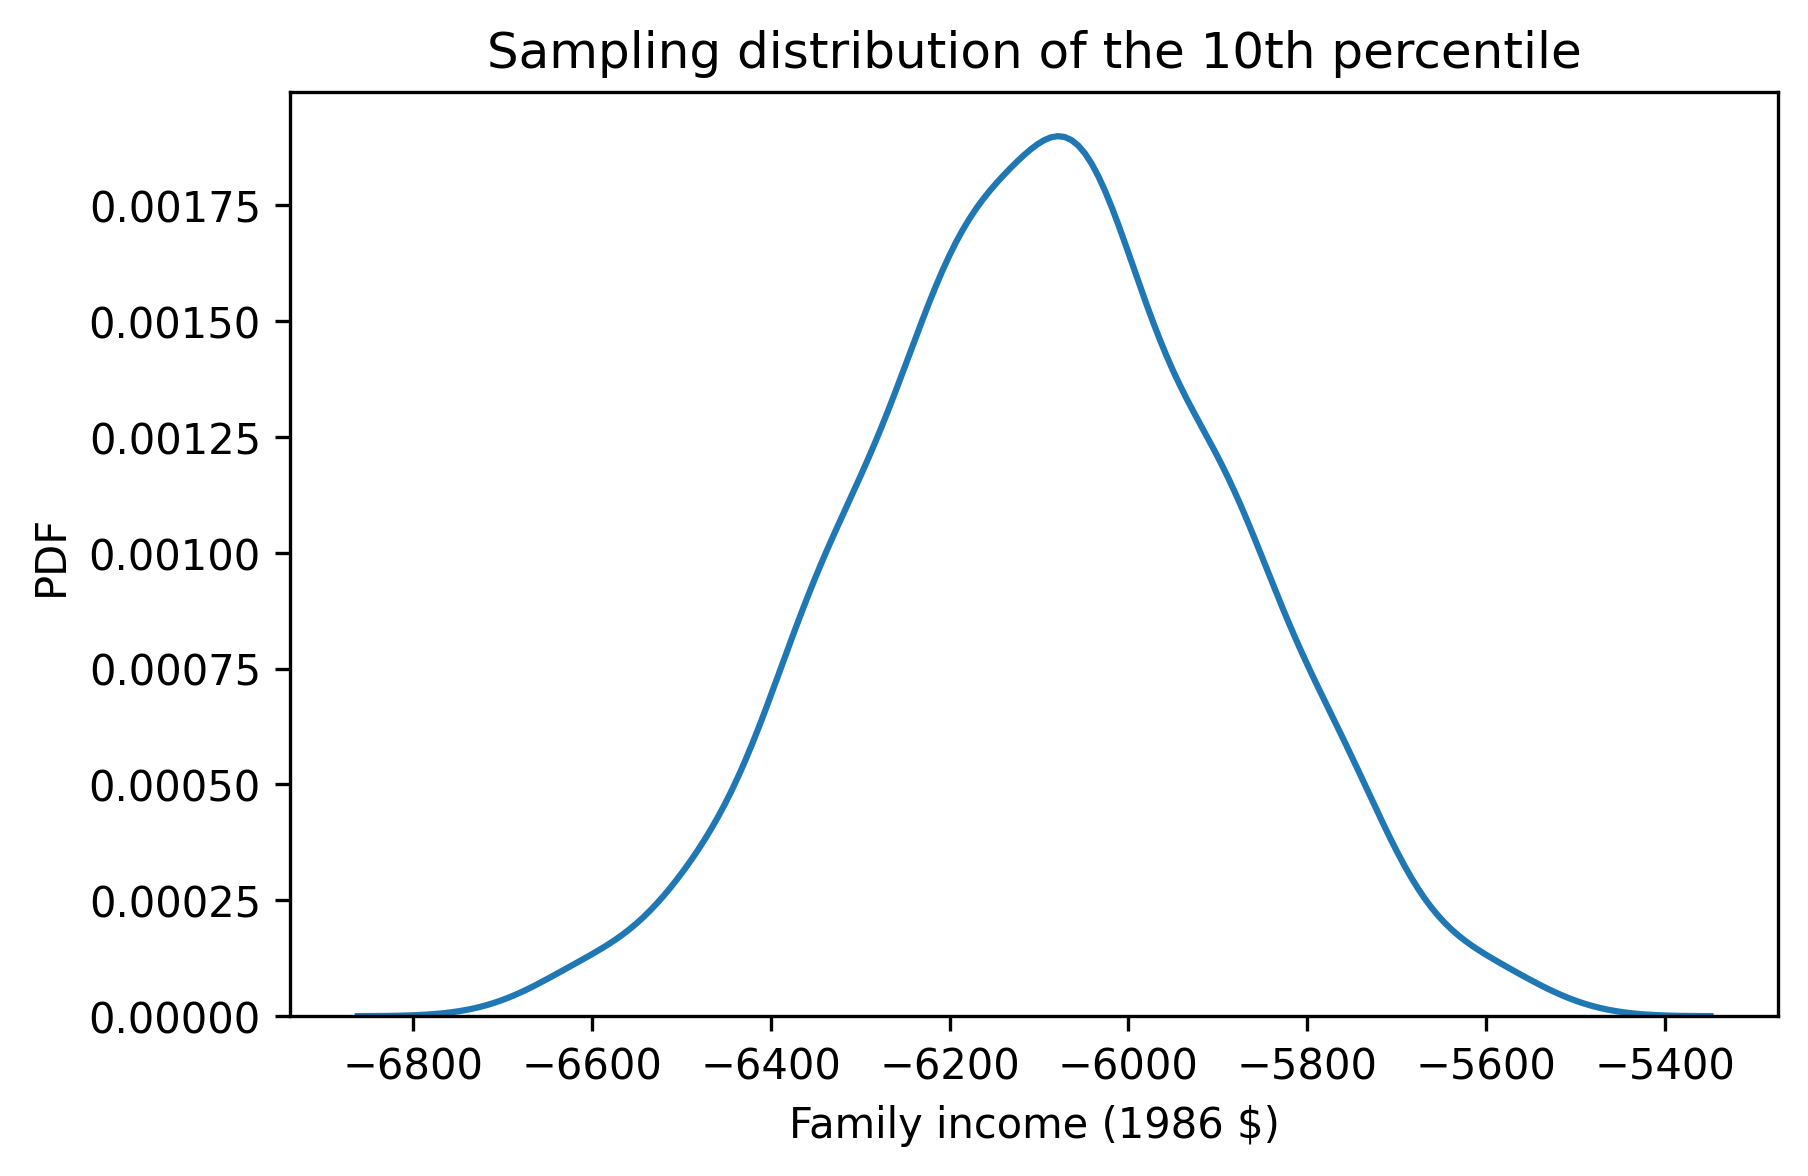 Sampling distribution of the 10th percentile
PDF
0.00175
0.00150
0.00125
0.00100
0.00075
0.00050
0.00025
0.00000
−6800 −6600 −6400 −6200 −6000 −5800 −5600 −5400
Family income (1986 $)